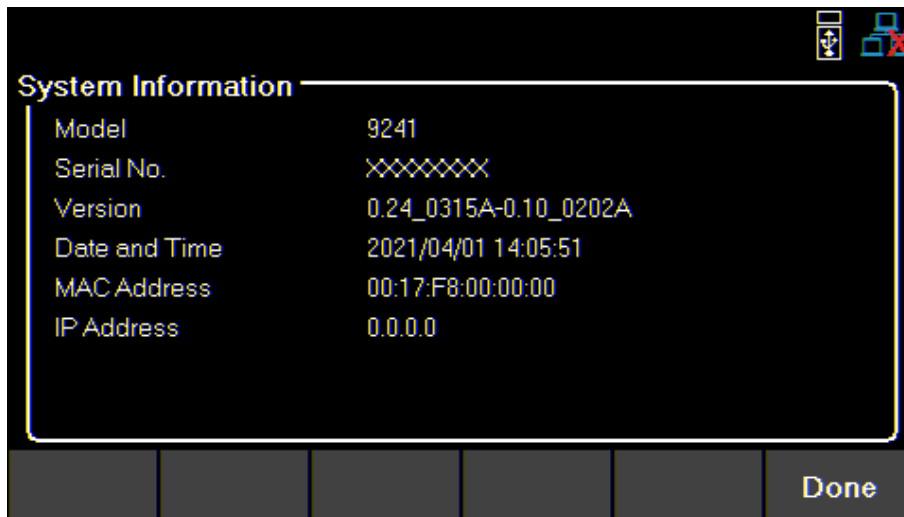 System Information
Model 9241
Serial No. XXXXXXXX
Version 0.24_0315A-0.10_0202A
Date and Time 2021/04/01 14:05:51
MAC Address 00:17:F8:00:00:00
IP Address 0.0.0.0
Done